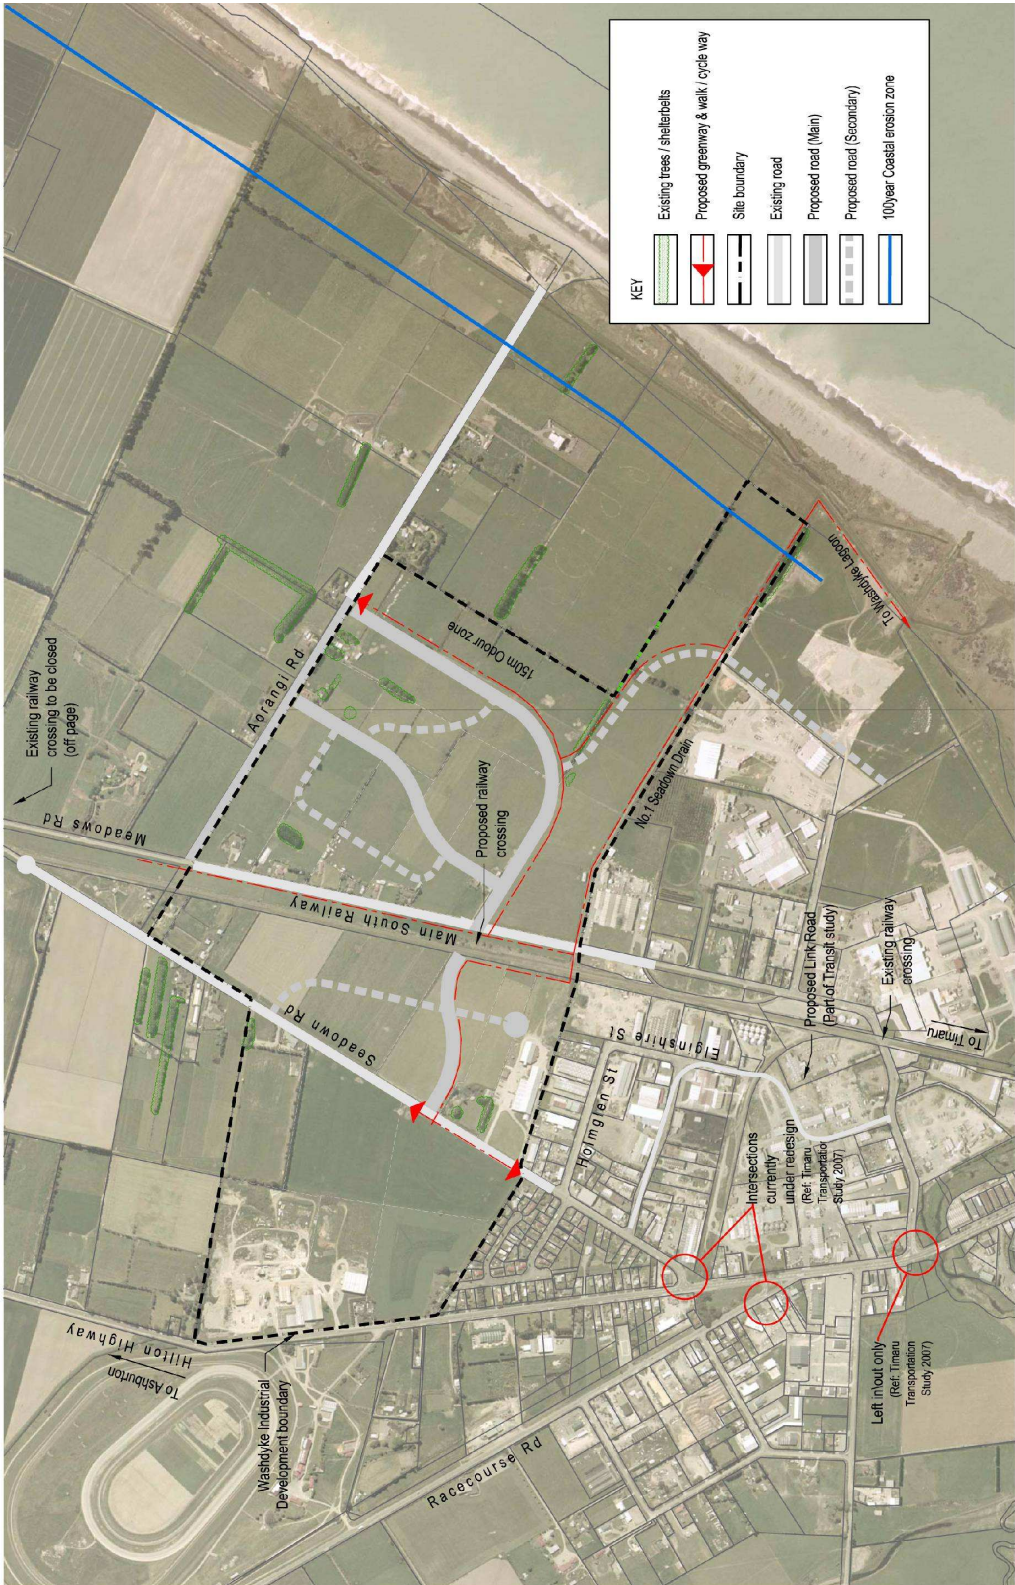 KEY
Existing trees / shelterbelts
Proposed greenway & walk / cycle way
Site boundary
Existing road
Proposed road (Main)
Proposed road (Secondary)
100year Coastal erosion zone
Existing railway
crossing to be closed
(off page)
Meadows Rd
Aorangi Rd
150m Odour zone
To Washdyke Lagoon
No.1 Seadown Drain
Proposed railway
crossing
Main South Railway
Seadown Rd
Proposed Link Road
(Part of Transit study)
Existing railway
crossing
To Timaru
Elginshire St
Holmglen St
Intersections
currently
under redesign
(Ref: Timaru
Transportation
Study 2007)
Hilton Highway
To Ashburton
Washdyke Industrial
Development boundary
Racecourse Rd
Left in/out only
(Ref: Timaru
Transportation
Study 2007)